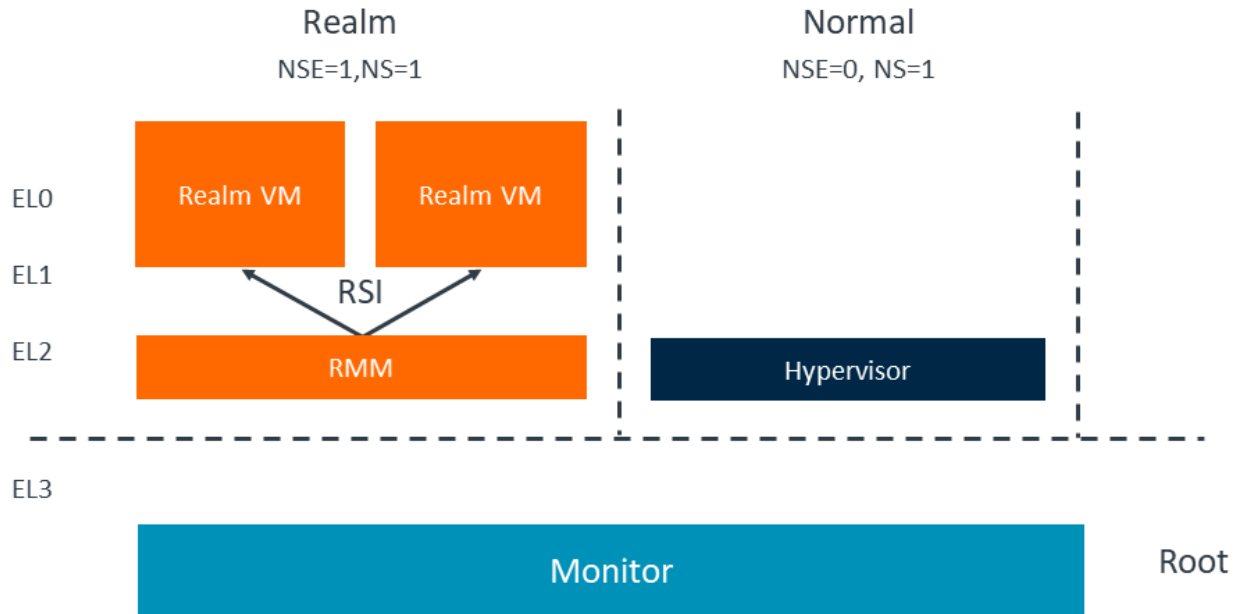 Realm
Normal
NSE=1,NS=1
NSE=0, NS=1
EL0
Realm VM
Realm VM
EL1
RSI
EL2
RMM
Hypervisor
EL3
Monitor
Root